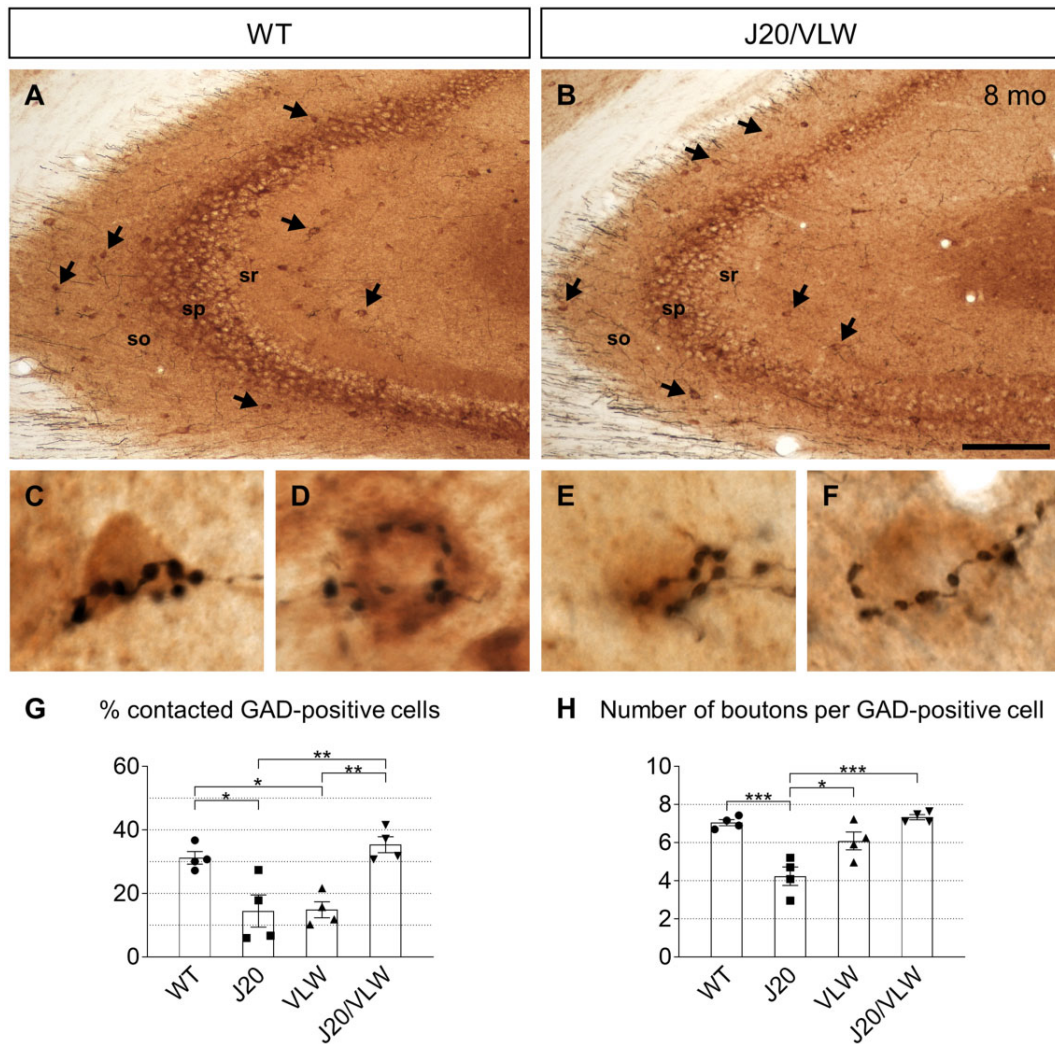 WT
J20/VLW
A
B
8 mo
sr
sp
so
sr
sp
so
C
D
E
F
G % contacted GAD-positive cells
60
40
20
0
**
* **
*
WT
J20
VLW
J20/VLW
H Number of boutons per GAD-positive cell
10
8
6
4
2
0
***
*** *
WT
J20
VLW
J20/VLW